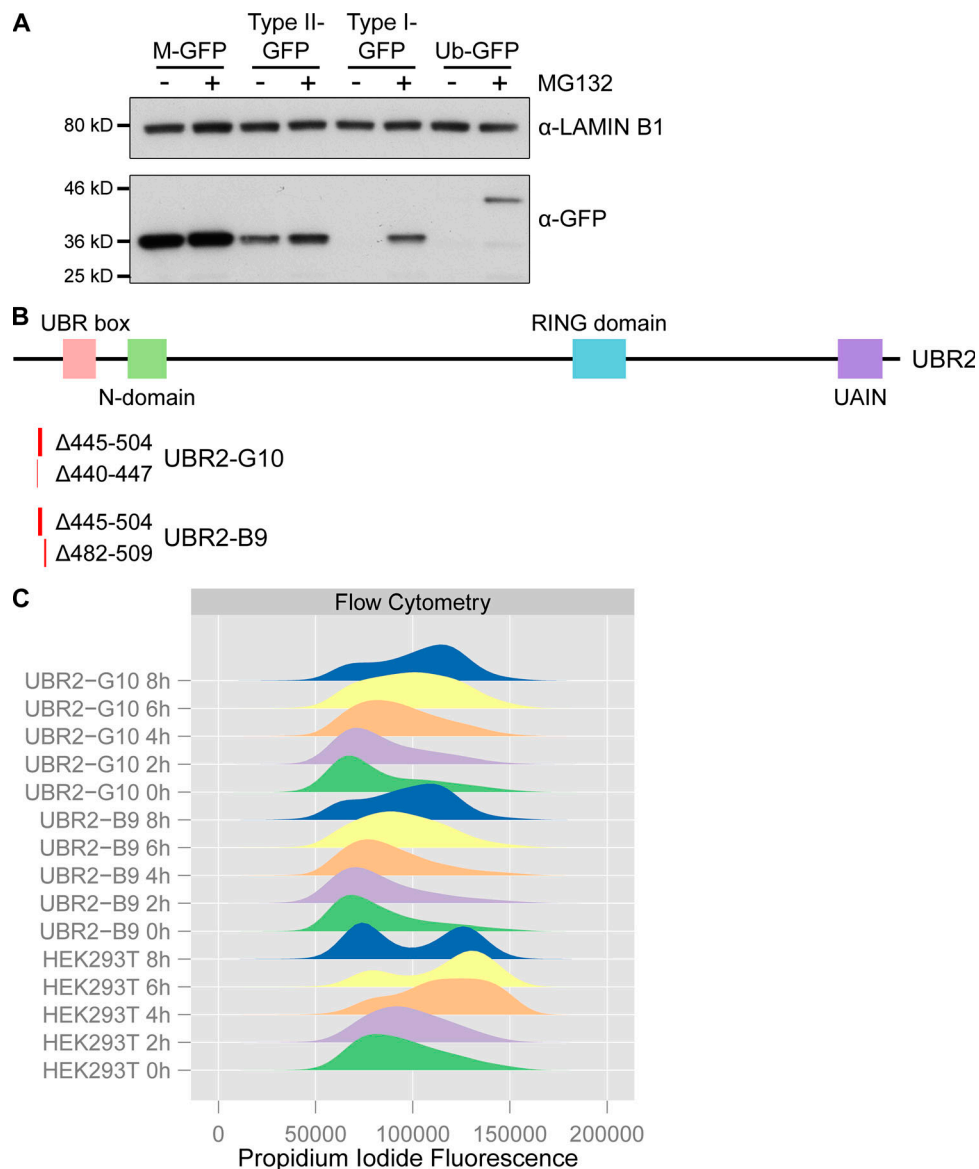 A
M-GFP
Type II-
GFP
Type I-
GFP
Ub-GFP
- + - + - + - + MG132
80 kD
α-LAMIN B1
46 kD
36 kD
25 kD
α-GFP
B
UBR box
RING domain
UBR2
N-domain
UAIN
Δ445-504
Δ440-447
UBR2-G10
Δ445-504
Δ482-509
UBR2-B9
C
Flow Cytometry
UBR2−G10 8h
UBR2−G10 6h
UBR2−G10 4h
UBR2−G10 2h
UBR2−G10 0h
UBR2−B9 8h
UBR2−B9 6h
UBR2−B9 4h
UBR2−B9 2h
UBR2−B9 0h
HEK293T 8h
HEK293T 6h
HEK293T 4h
HEK293T 2h
HEK293T 0h
0 50000 100000 150000 200000
Propidium Iodide Fluorescence